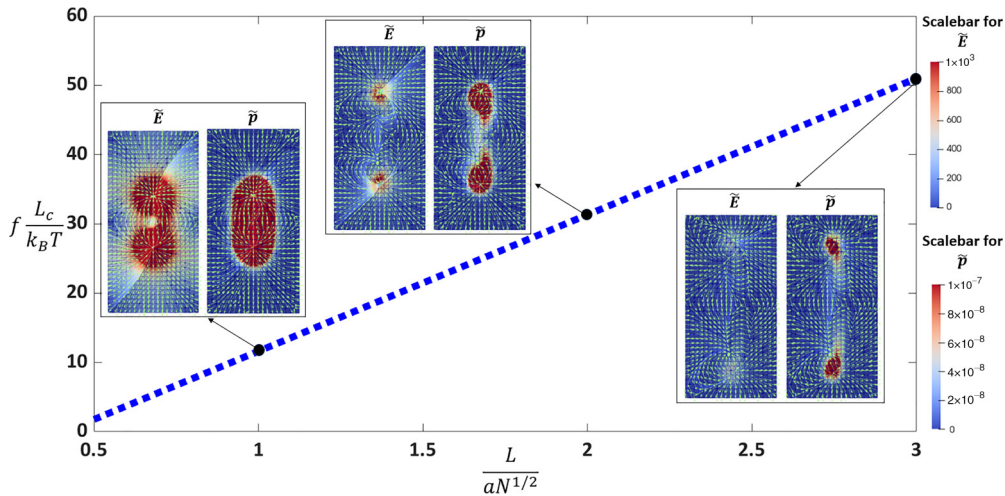 60
50
40
30
20
10
0
0.5
1
1.5
2
2.5
3
f L_c / k_B T
L / aN^{1/2}
Ẽ p̃
Ẽ p̃
Ẽ p̃
Scalebar for
Ẽ
1×10³
800
600
400
200
0
Scalebar for
p̃
1×10⁻⁷
8×10⁻⁸
6×10⁻⁸
4×10⁻⁸
2×10⁻⁸
0